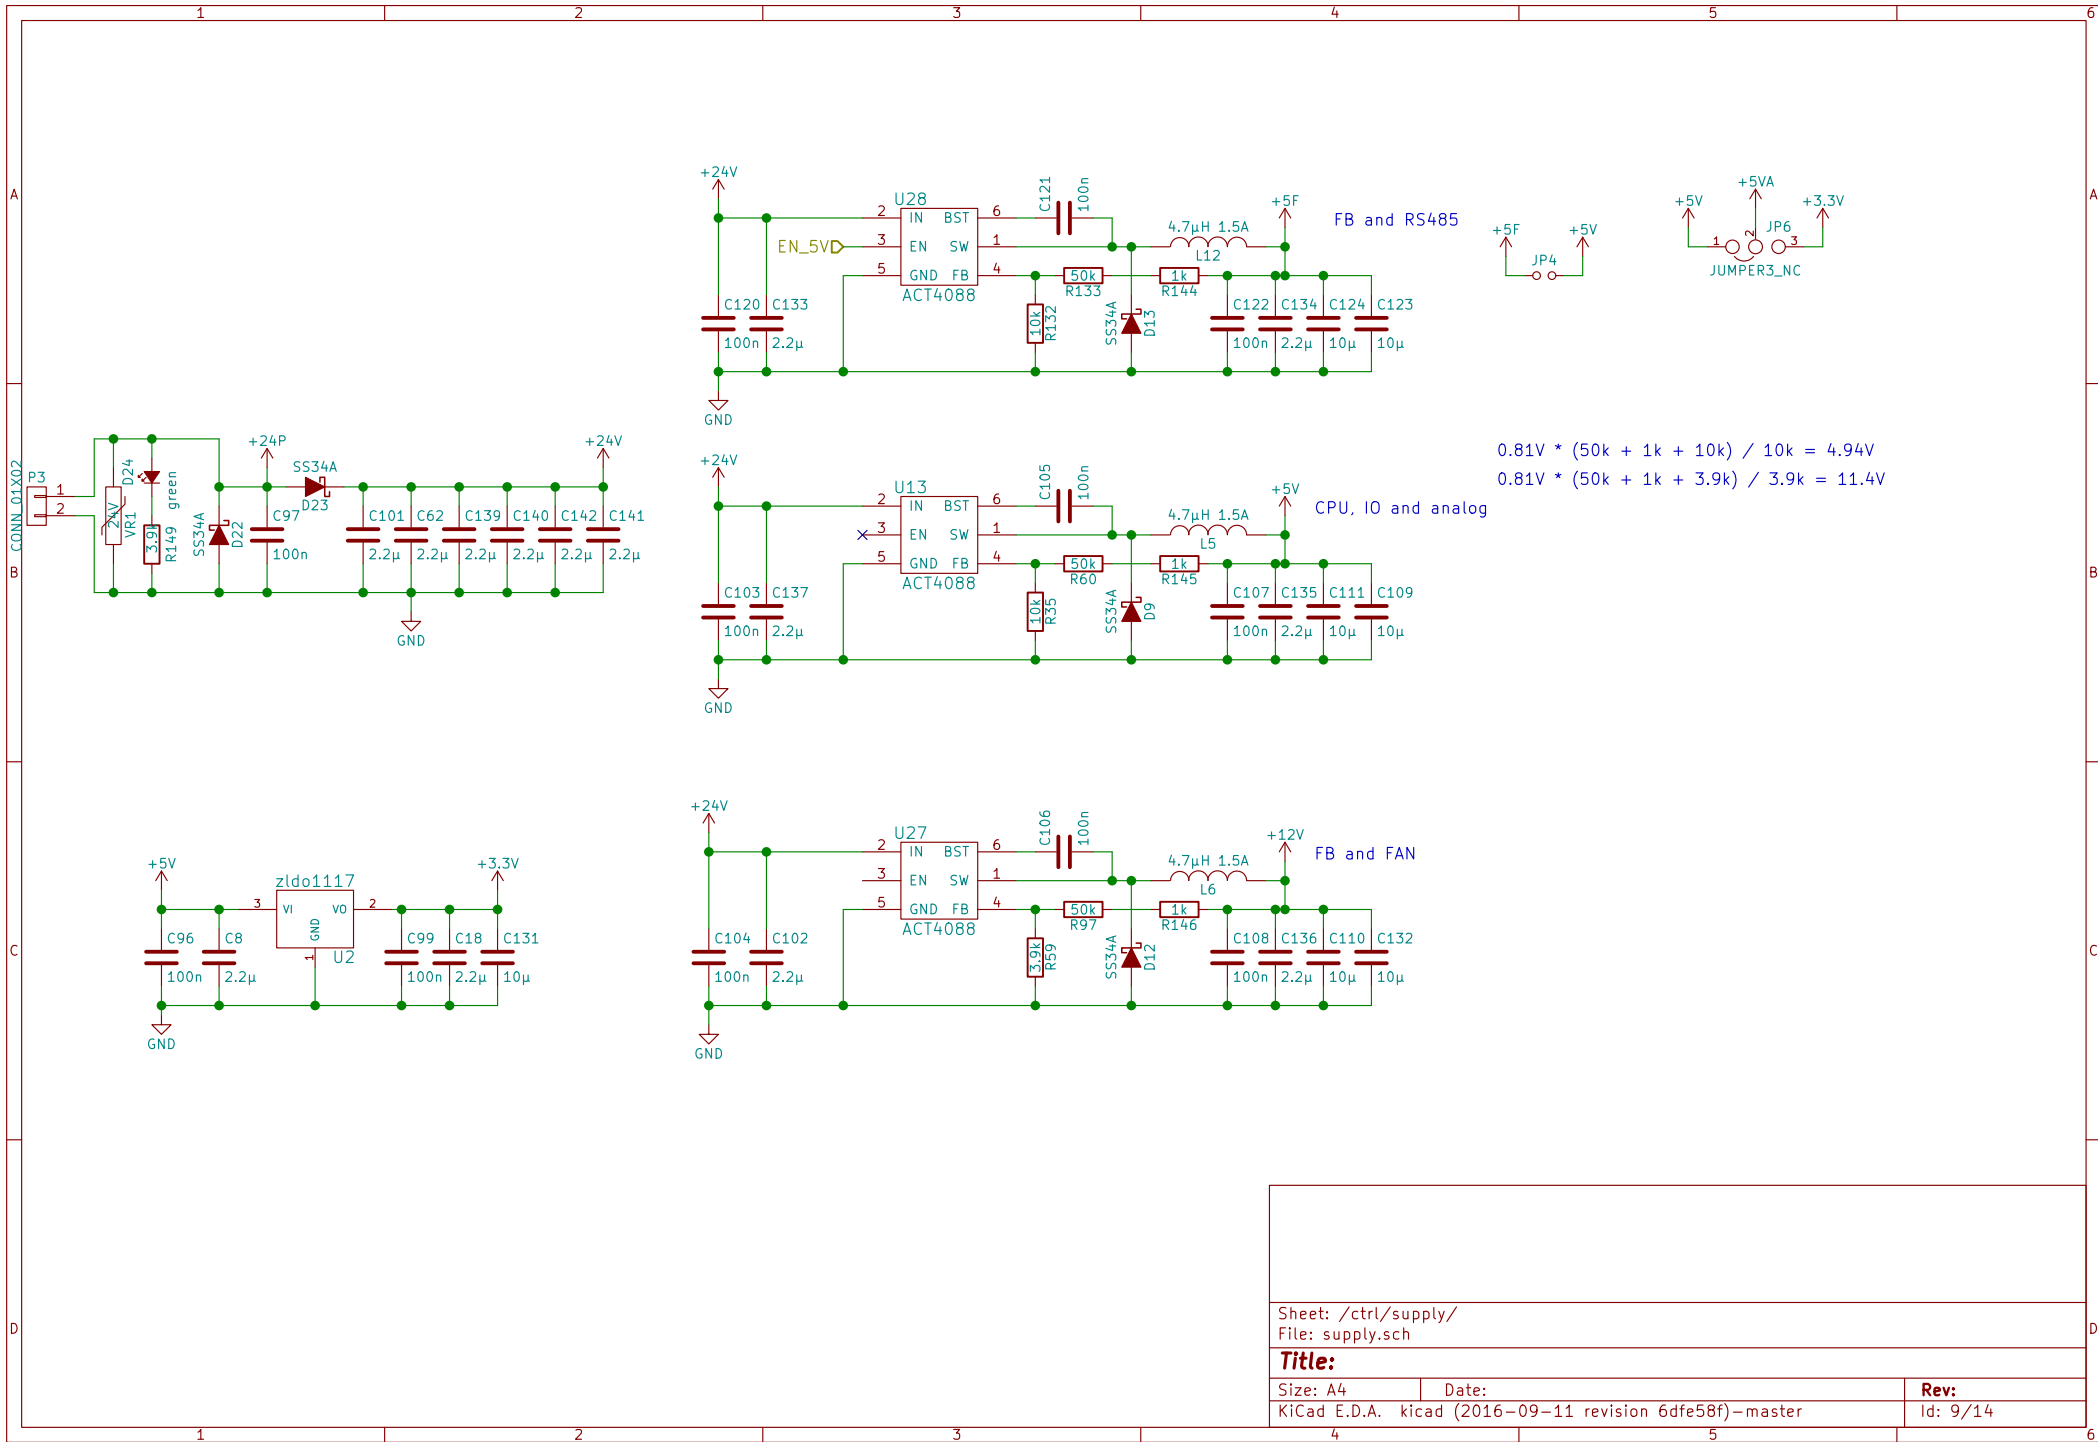 1 2 3 4 5 6
A
B
C
D
A
B
C
D
CONN_01X02
P3
1
2
24V
VR1
D24
green
3.9k
R149
SS34A
D22
+24P
C97
100n
SS34A
D23
+24V
C101
2.2µ
C62
2.2µ
C139
2.2µ
C140
2.2µ
C142
2.2µ
C141
2.2µ
GND
+5V
C96
100n
C8
2.2µ
zldo1117
3 VI VO 2
GND
1
U2
+3.3V
C99
100n
C18
2.2µ
C131
10µ
GND
+24V
C120
100n
C133
2.2µ
GND
EN_5V
U28
2 IN BST 6
3 EN SW 1
5 GND FB 4
ACT4088
C121
100n
4.7µH 1.5A
L12
50k
R133
1k
R144
10k
R132
SS34A
D13
+5F
FB and RS485
C122
100n
C134
2.2µ
C124
10µ
C123
10µ
+5F
JP4
+5V
+5V
+5VA
+3.3V
JP6
1 2 3
JUMPER3_NC
+24V
C103
100n
C137
2.2µ
GND
U13
2 IN BST 6
3 EN SW 1
5 GND FB 4
ACT4088
C105
100n
4.7µH 1.5A
L5
50k
R60
1k
R145
10k
R35
SS34A
D9
+5V
CPU, IO and analog
C107
100n
C135
2.2µ
C111
10µ
C109
10µ
0.81V * (50k + 1k + 10k) / 10k = 4.94V
0.81V * (50k + 1k + 3.9k) / 3.9k = 11.4V
+24V
C104
100n
C102
2.2µ
GND
U27
2 IN BST 6
3 EN SW 1
5 GND FB 4
ACT4088
C106
100n
4.7µH 1.5A
L6
50k
R97
1k
R146
3.9k
R59
SS34A
D12
+12V
FB and FAN
C108
100n
C136
2.2µ
C110
10µ
C132
10µ
Sheet: /ctrl/supply/
File: supply.sch
Title:
Size: A4 Date: Rev:
KiCad E.D.A. kicad (2016-09-11 revision 6dfe58f)-master Id: 9/14
1 2 3 4 5 6